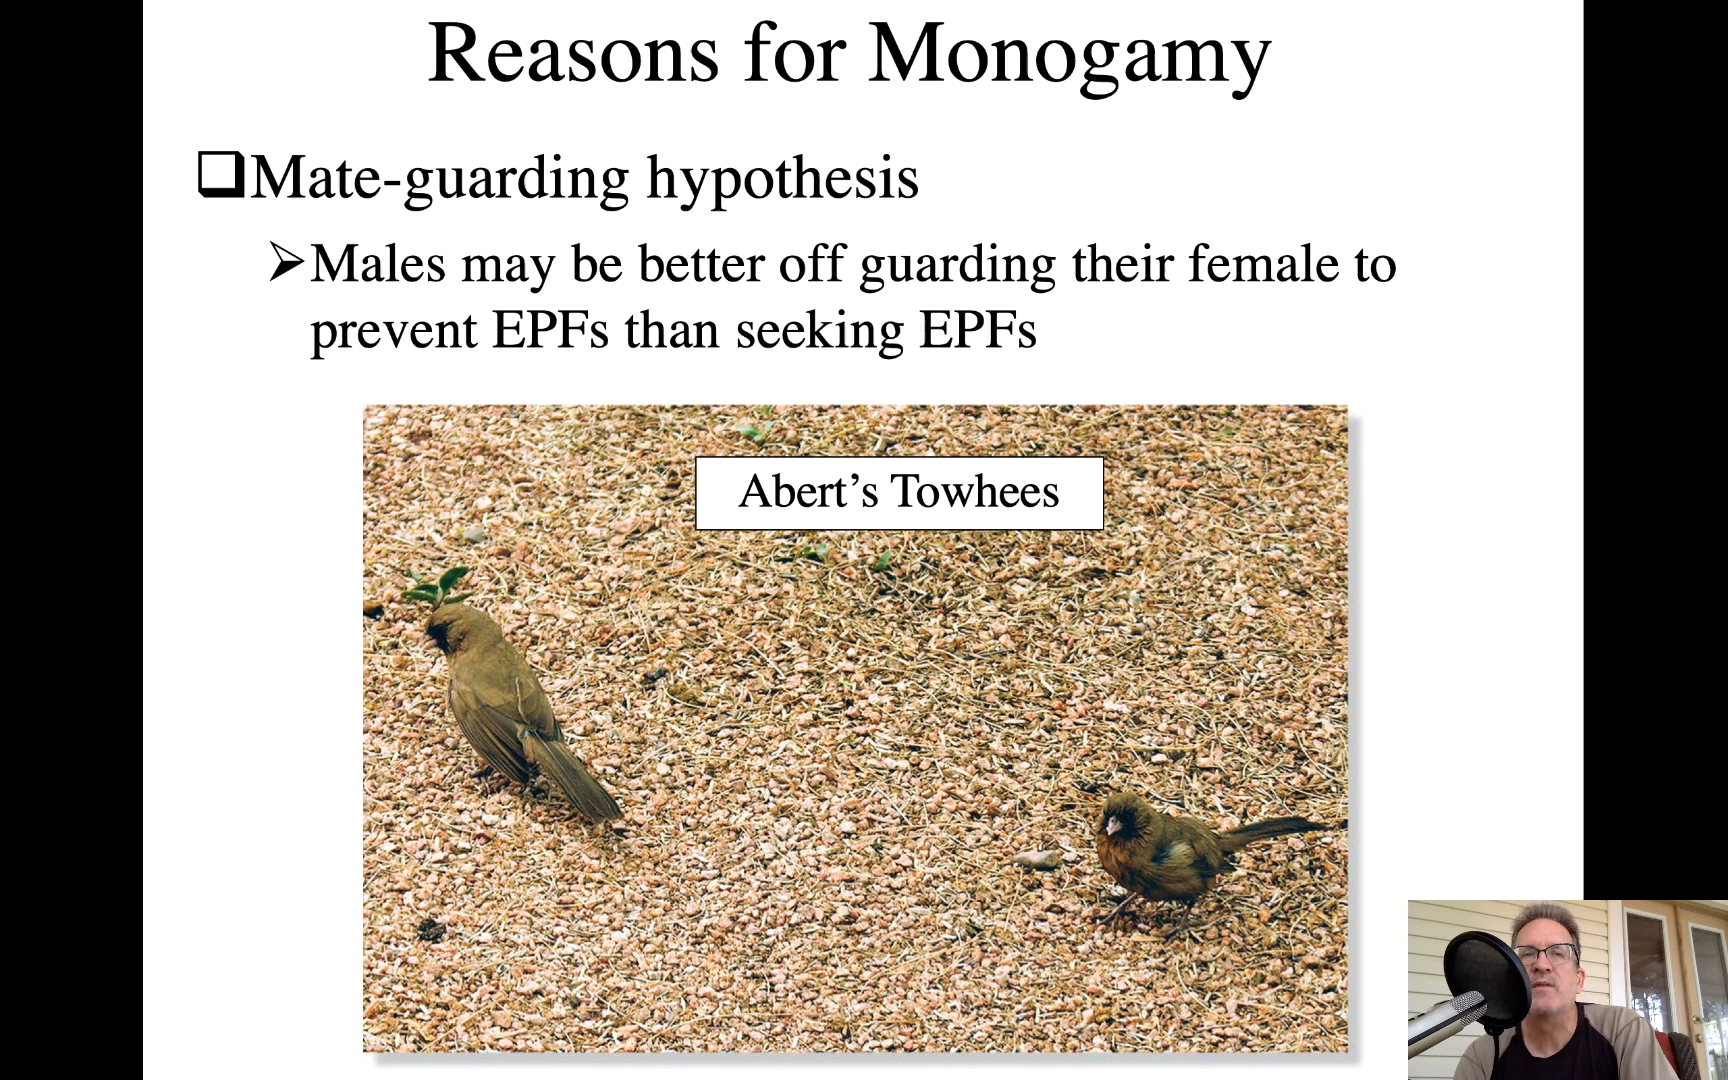 Reasons for Monogamy
Mate-guarding hypothesis
Males may be better off guarding their female to
prevent EPFs than seeking EPFs
Abert’s Towhees